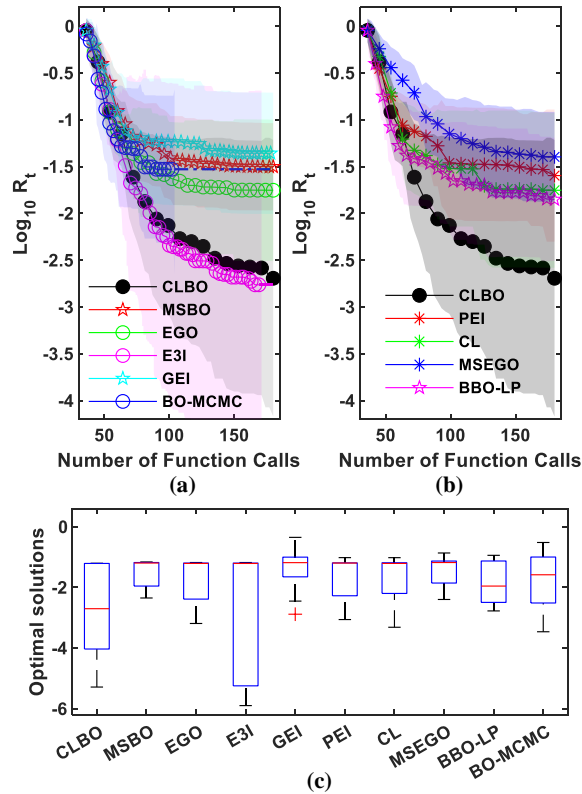 0
-0.5
-1
-1.5
-2
-2.5
-3
-3.5
-4
Log10 Rt
50
100
150
Number of Function Calls
CLBO
MSBO
EGO
E3I
GEI
BO-MCMC
(a)
0
-0.5
-1
-1.5
-2
-2.5
-3
-3.5
-4
Log10 Rt
50
100
150
Number of Function Calls
CLBO
PEI
CL
MSEGO
BBO-LP
(b)
0
-2
-4
-6
Optimal solutions
CLBO
MSBO
EGO
E3I
GEI
PEI
CL
MSEGO
BBO-LP
BO-MCMC
(c)